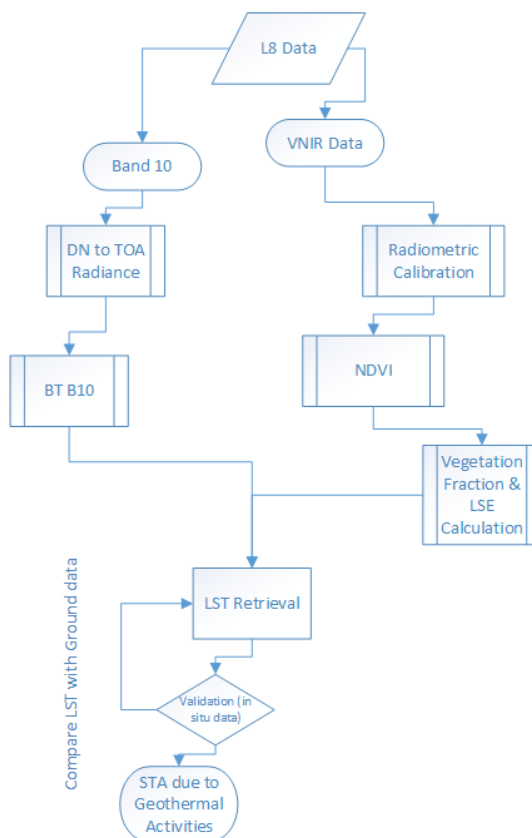 L8 Data
Band 10
VNIR Data
DN to TOA
Radiance
Radiometric
Calibration
BT B10
NDVI
Vegetation
Fraction &
LSE
Calculation
Compare LST with Ground data
LST Retrieval
Validation (in
situ data)
STA due to
Geothermal
Activities